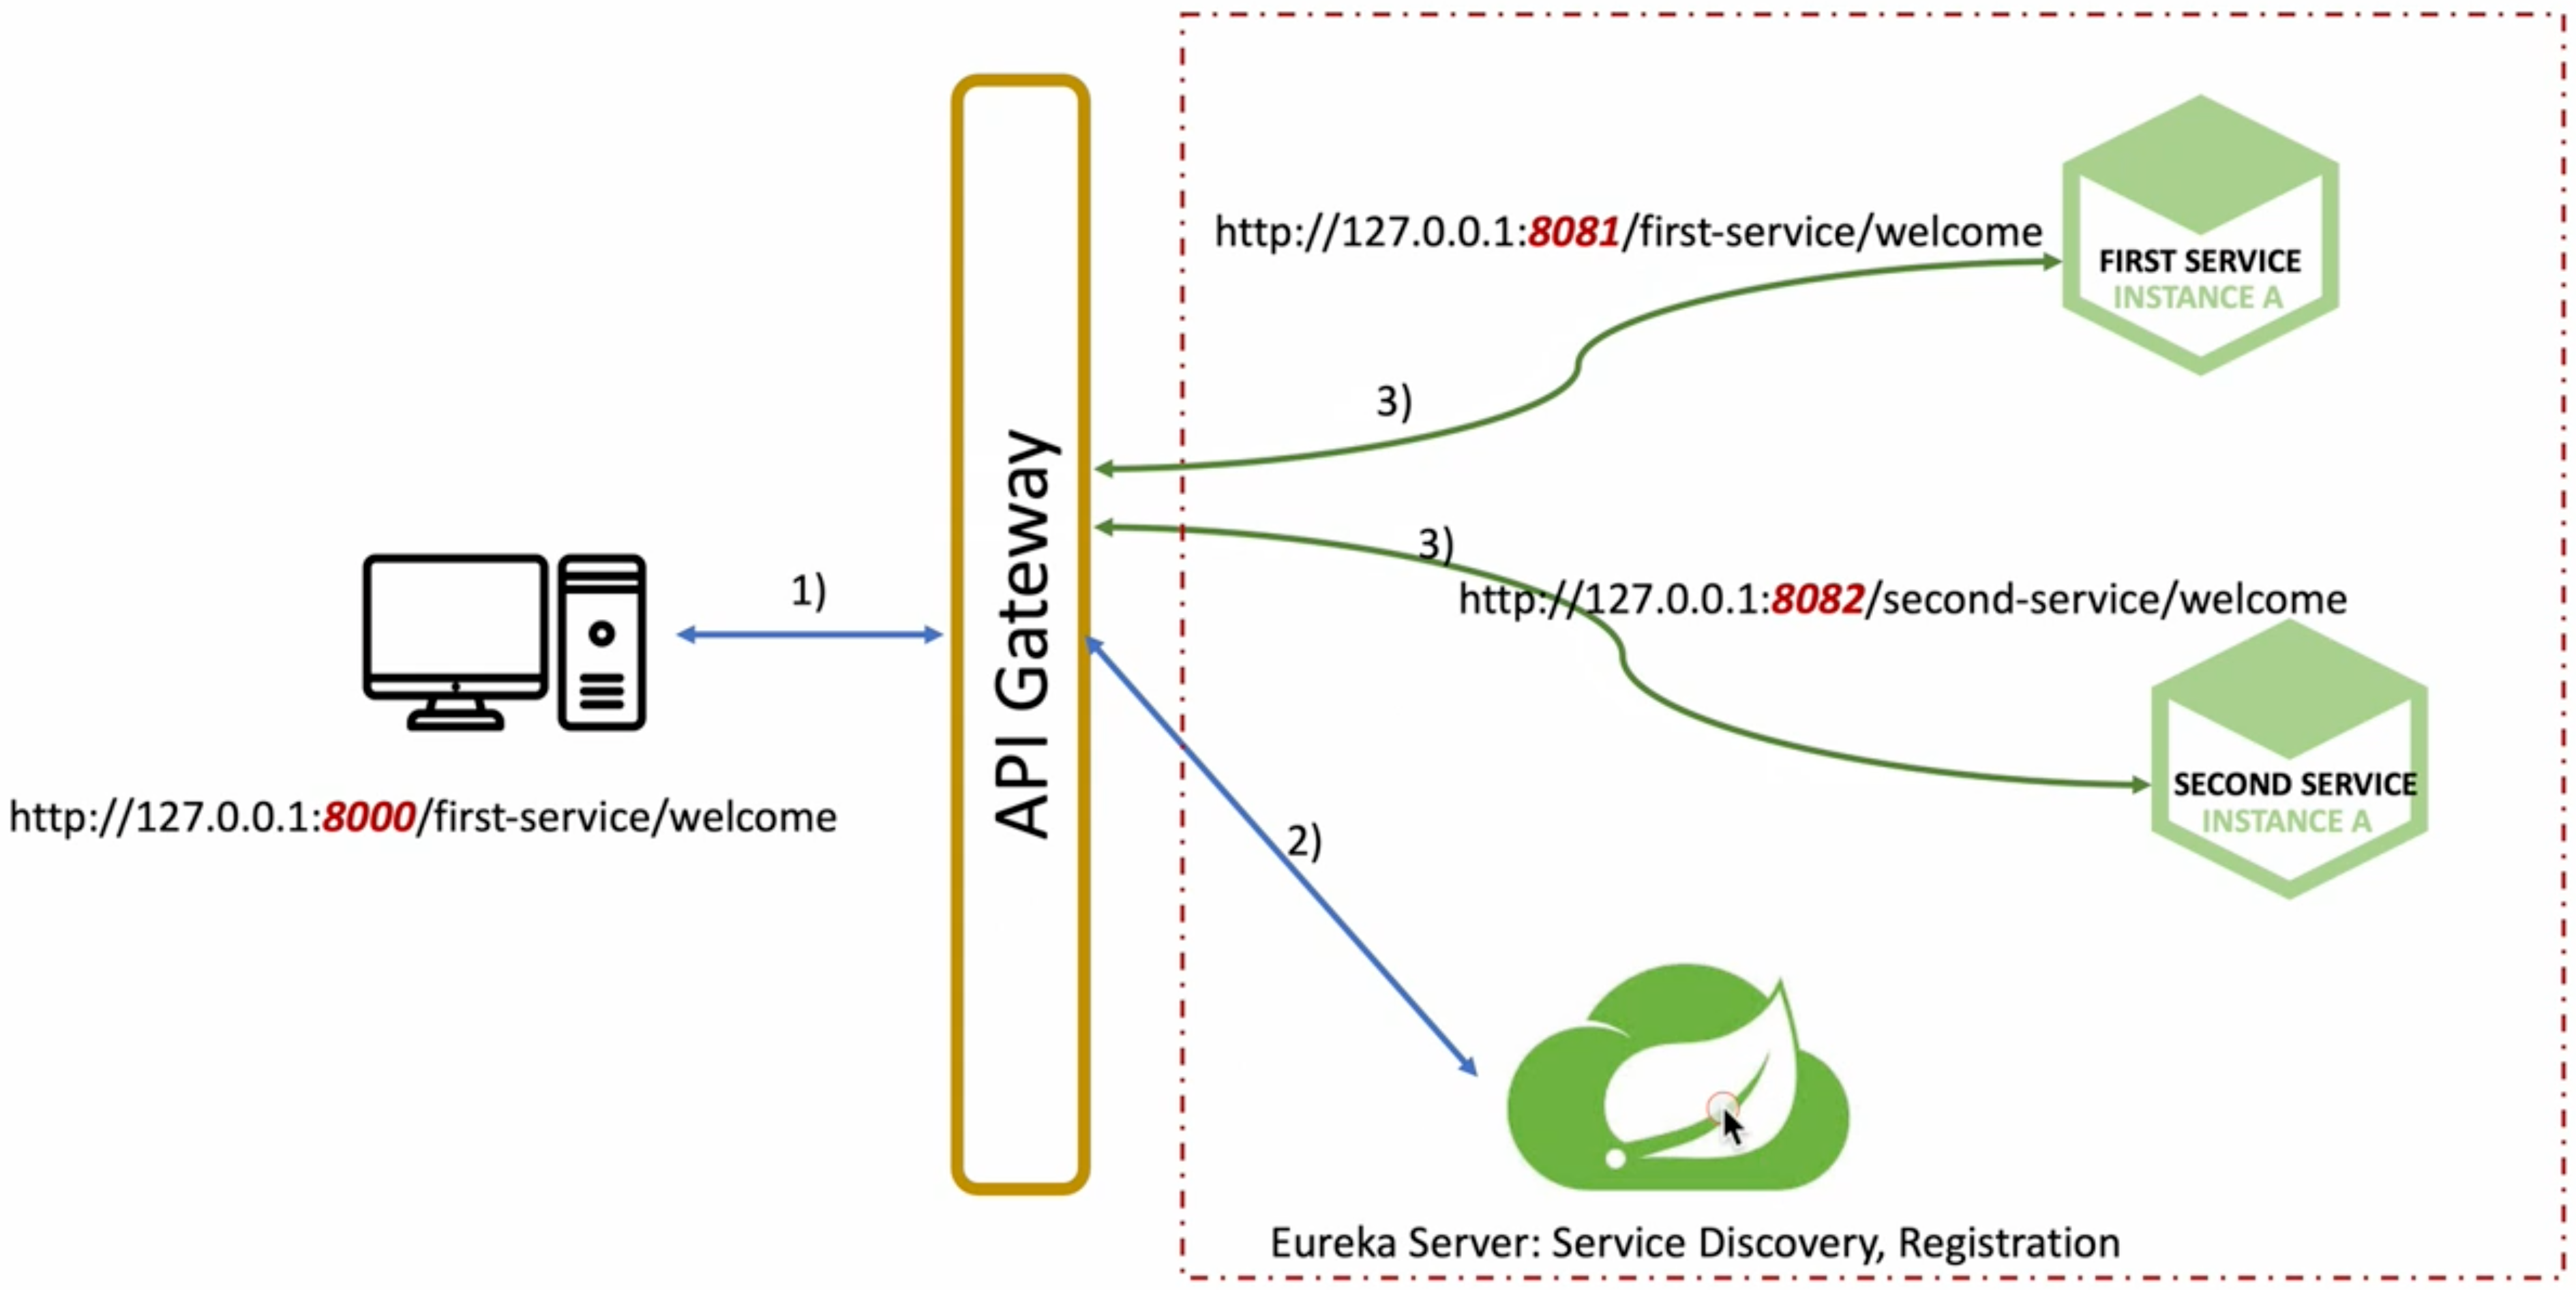 http://127.0.0.1:8081/first-service/welcome
FIRST SERVICE
INSTANCE A
3)
API Gateway
1)
3)
http://127.0.0.1:8082/second-service/welcome
SECOND SERVICE
INSTANCE A
http://127.0.0.1:8000/first-service/welcome
2)
Eureka Server: Service Discovery, Registration